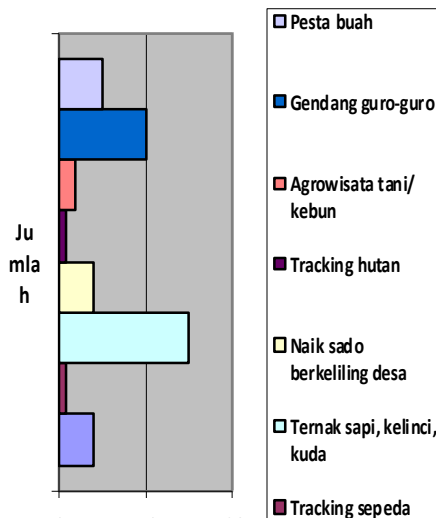 Ju
mlah
h
Pesta buah
Gendang guro-guro
Agrowisata tani/
kebun
Tracking hutan
Naik sado
berkeliling desa
Ternak sapi, kelinci,
kuda
Tracking sepeda